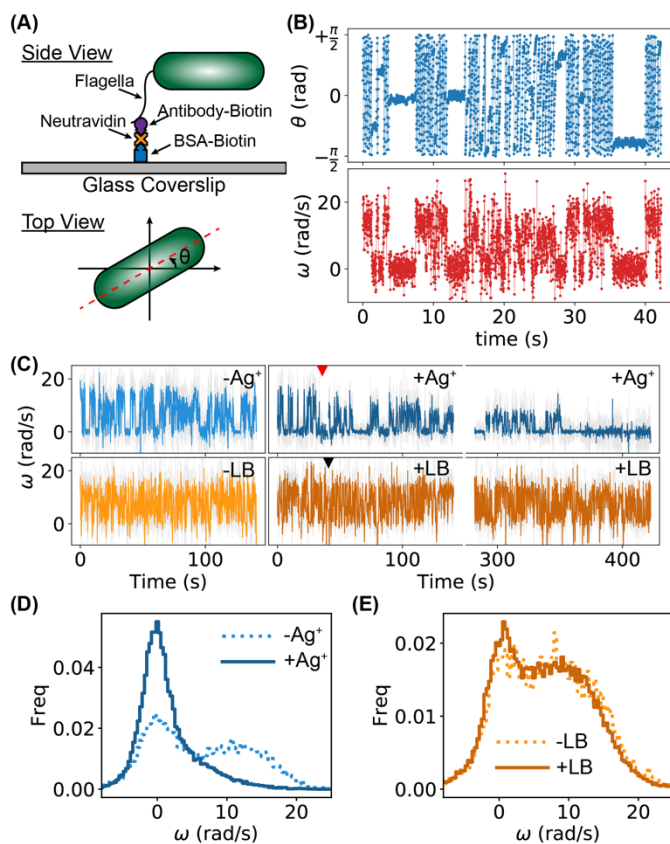 (A)
Side View
Flagella
Antibody-Biotin
Neutravidin
BSA-Biotin
Glass Coverslip
Top View
θ
(B)
+π/2
0
−π/2
θ (rad)
20
0
ω (rad/s)
0 10 20 30 40
time (s)
(C)
-Ag⁺ +Ag⁺ +Ag⁺
20
0
-LB +LB +LB
20
0
ω (rad/s)
0 100 0 100 300 400
Time (s) Time (s)
(D)
-Ag⁺
+Ag⁺
0.04
0.02
0.00
Freq
0 10 20
ω (rad/s)
(E)
0.02
0.01
0.00
Freq
-LB
+LB
0 10 20
ω (rad/s)